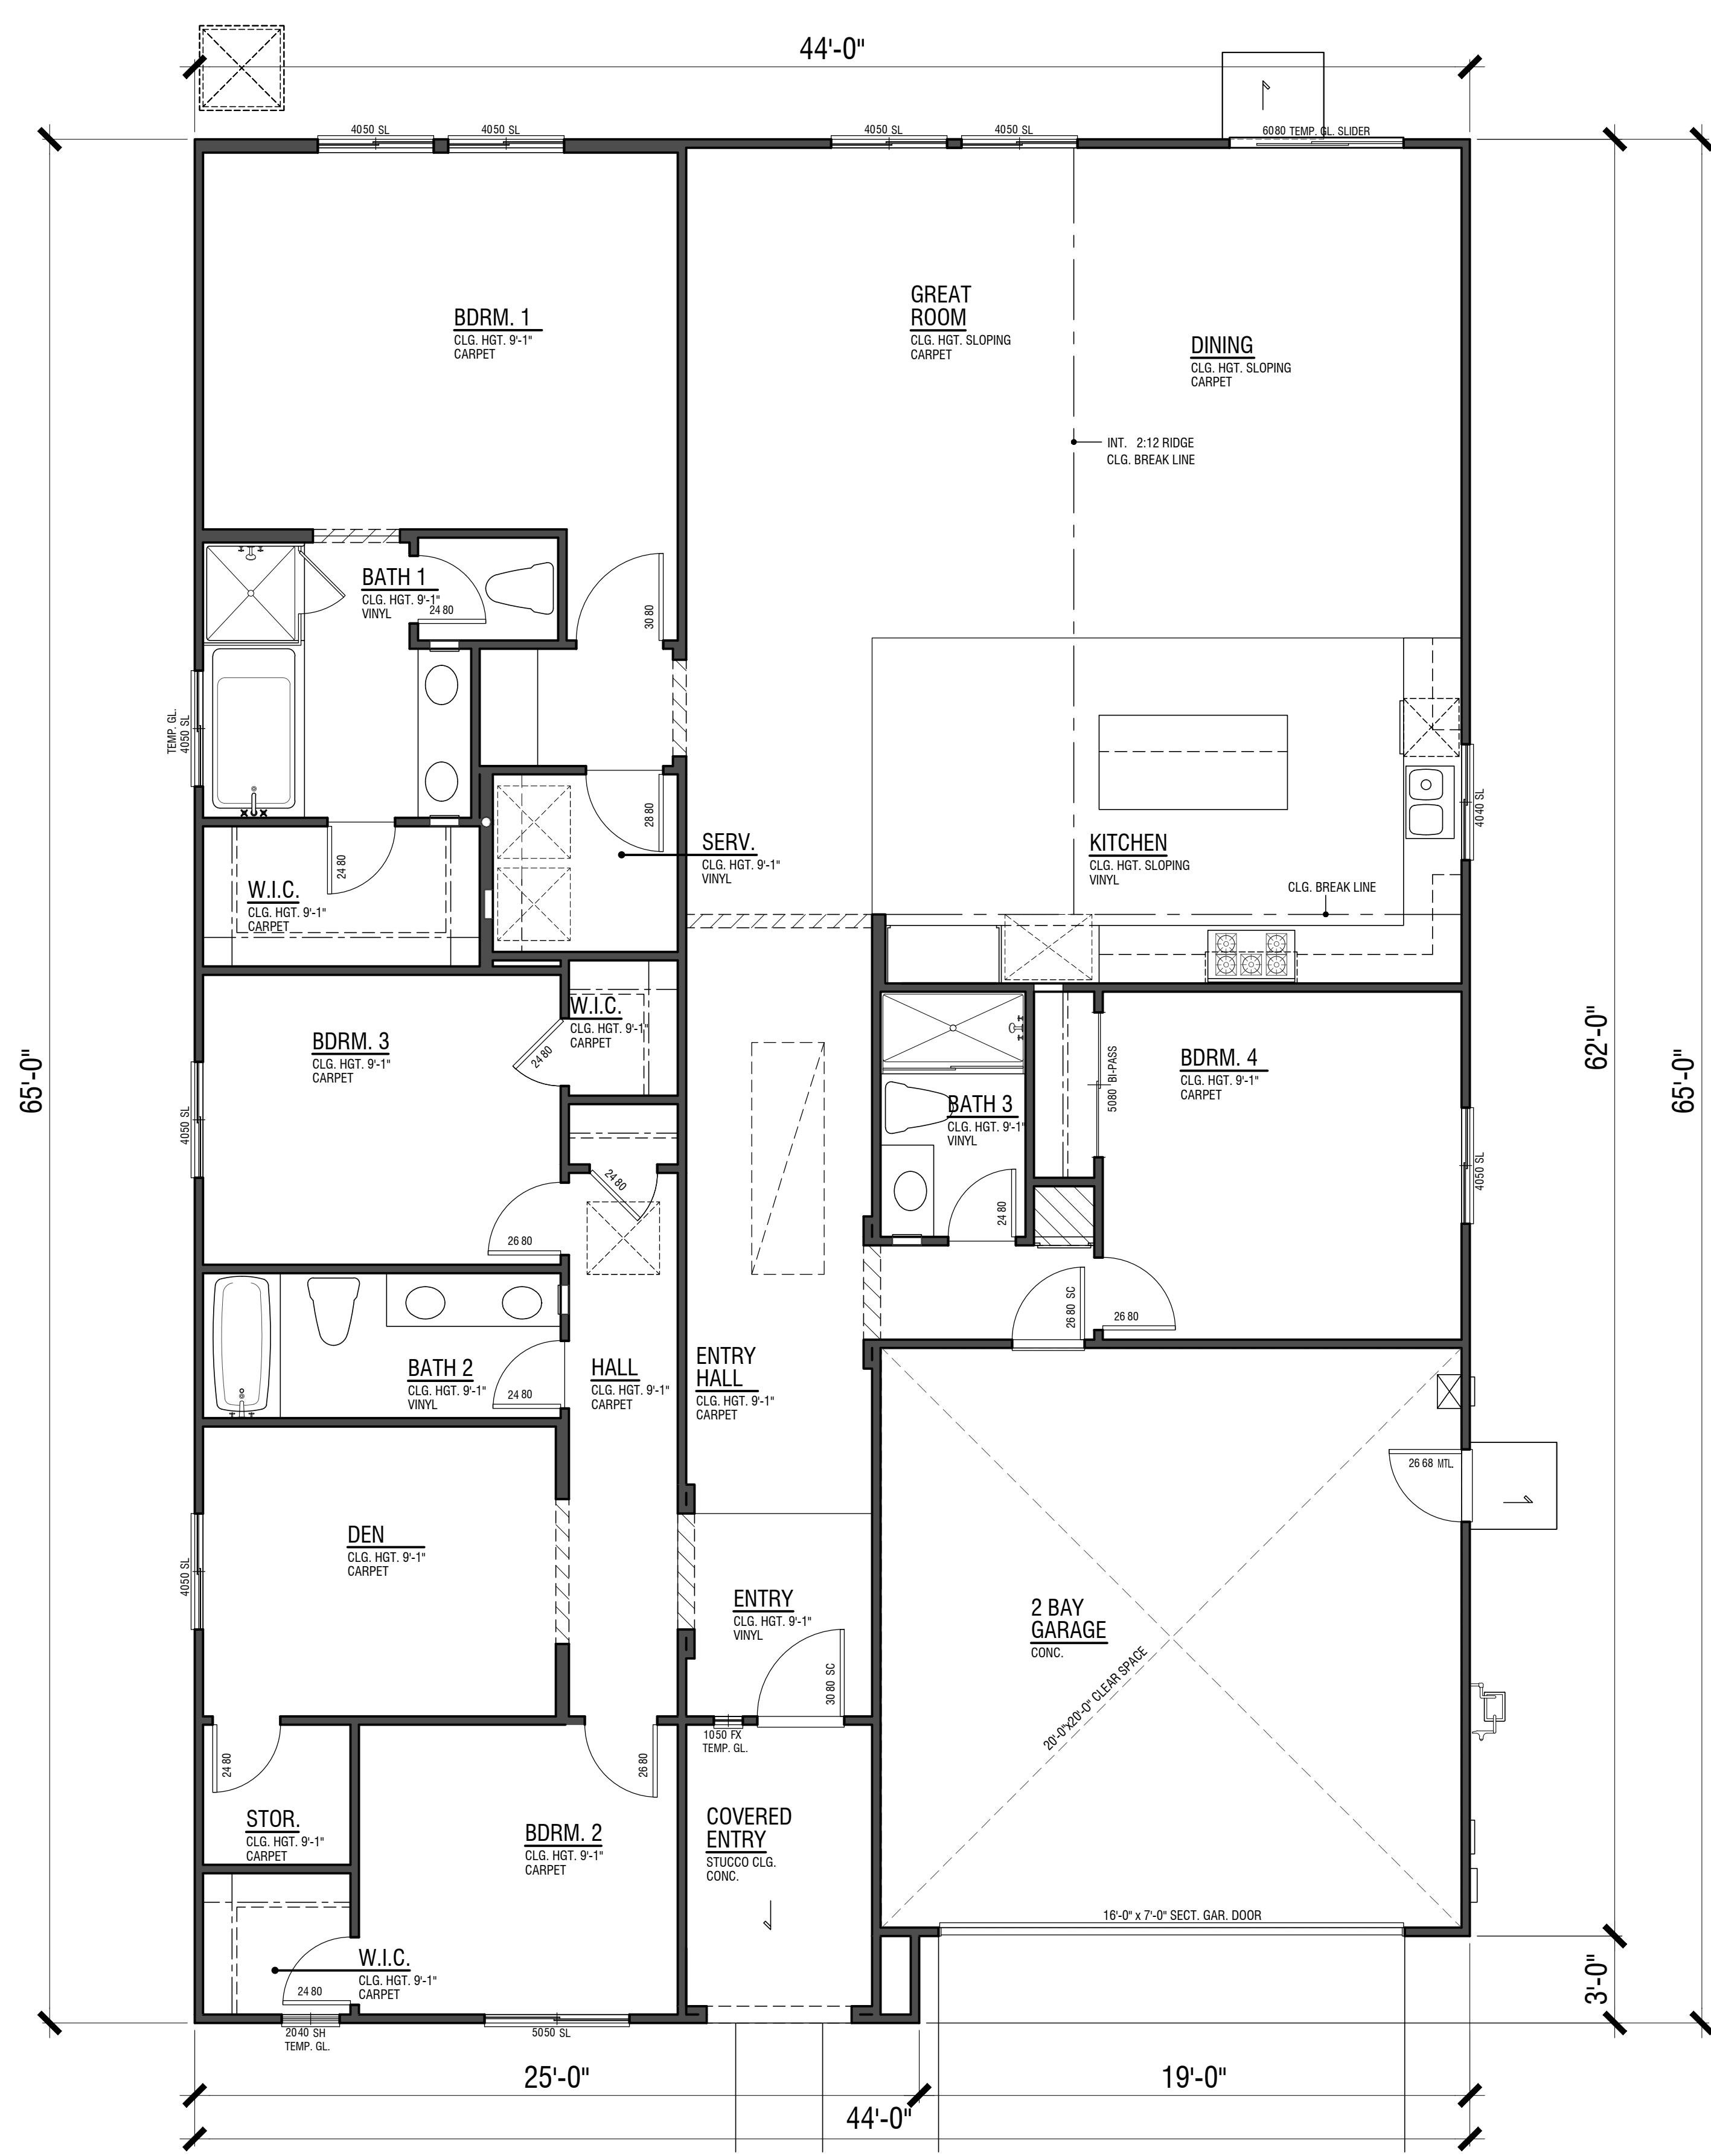 44'-0"
4050 SL
4050 SL
4050 SL
4050 SL
6080 TEMP. GL. SLIDER
BDRM. 1
CLG. HGT. 9'-1"
CARPET
GREAT
ROOM
CLG. HGT. SLOPING
CARPET
DINING
CLG. HGT. SLOPING
CARPET
INT. 2:12 RIDGE
CLG. BREAK LINE
BATH 1
CLG. HGT. 9'-1"
VINYL
24 80
30 80
TEMP. GL.
4050 SL
28 80
SERV.
CLG. HGT. 9'-1"
VINYL
KITCHEN
CLG. HGT. SLOPING
VINYL
4040 SL
CLG. BREAK LINE
24 80
W.I.C.
CLG. HGT. 9'-1"
CARPET
W.I.C.
CLG. HGT. 9'-1"
CARPET
24 80
BDRM. 3
CLG. HGT. 9'-1"
CARPET
4050 SL
65'-0"
BATH 3
CLG. HGT. 9'-1"
VINYL
24 80
5080 BI-PASS
BDRM. 4
CLG. HGT. 9'-1"
CARPET
4050 SL
62'-0"
65'-0"
24 80
26 80
26 80 SC
26 80
BATH 2
CLG. HGT. 9'-1"
VINYL
24 80
HALL
CLG. HGT. 9'-1"
CARPET
ENTRY
HALL
CLG. HGT. 9'-1"
CARPET
26 68 MTL.
DEN
CLG. HGT. 9'-1"
CARPET
4050 SL
ENTRY
CLG. HGT. 9'-1"
VINYL
30 80 SC
2 BAY
GARAGE
CONC.
20'-0"x20'-0" CLEAR SPACE
1050 FX
TEMP. GL.
24 80
26 80
STOR.
CLG. HGT. 9'-1"
CARPET
BDRM. 2
CLG. HGT. 9'-1"
CARPET
COVERED
ENTRY
STUCCO CLG.
CONC.
16'-0" x 7'-0" SECT. GAR. DOOR
W.I.C.
CLG. HGT. 9'-1"
CARPET
24 80
3'-0"
2040 SH
TEMP. GL.
5050 SL
25'-0"
19'-0"
44'-0"